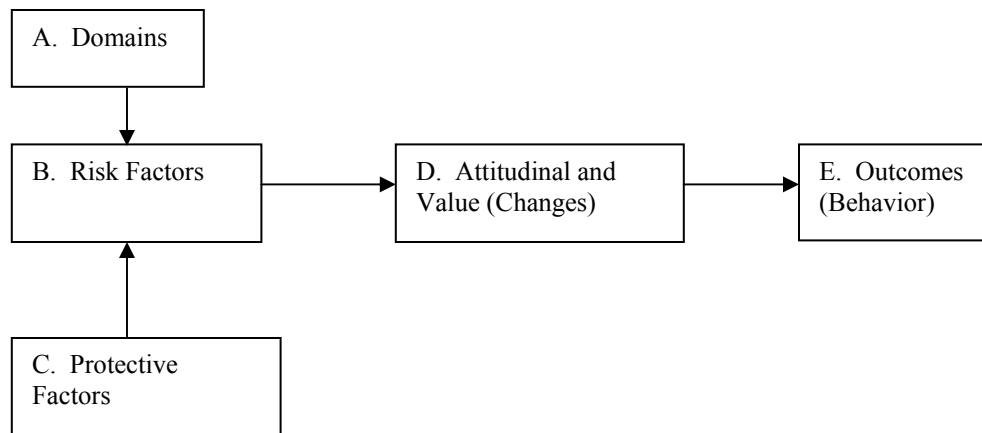 A. Domains
B. Risk Factors
D. Attitudinal and
Value (Changes)
E. Outcomes
(Behavior)
C. Protective
Factors